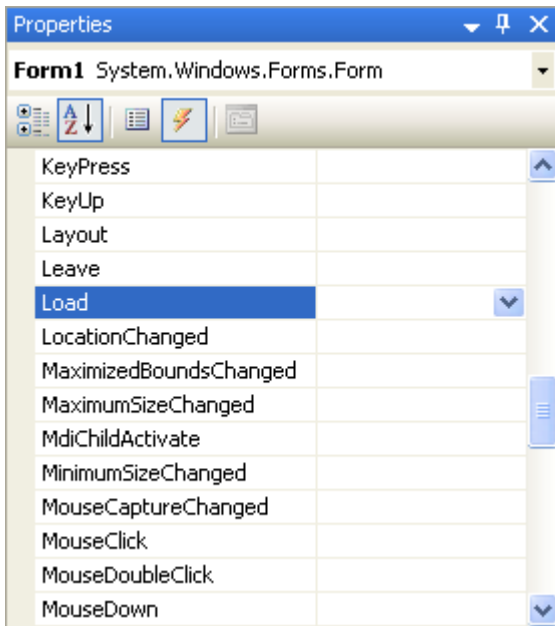 Properties
Form1 System.Windows.Forms.Form
A
Z
KeyPress
KeyUp
Layout
Leave
Load
LocationChanged
MaximizedBoundsChanged
MaximumSizeChanged
MdiChildActivate
MinimumSizeChanged
MouseCaptureChanged
MouseClick
MouseDoubleClick
MouseDown